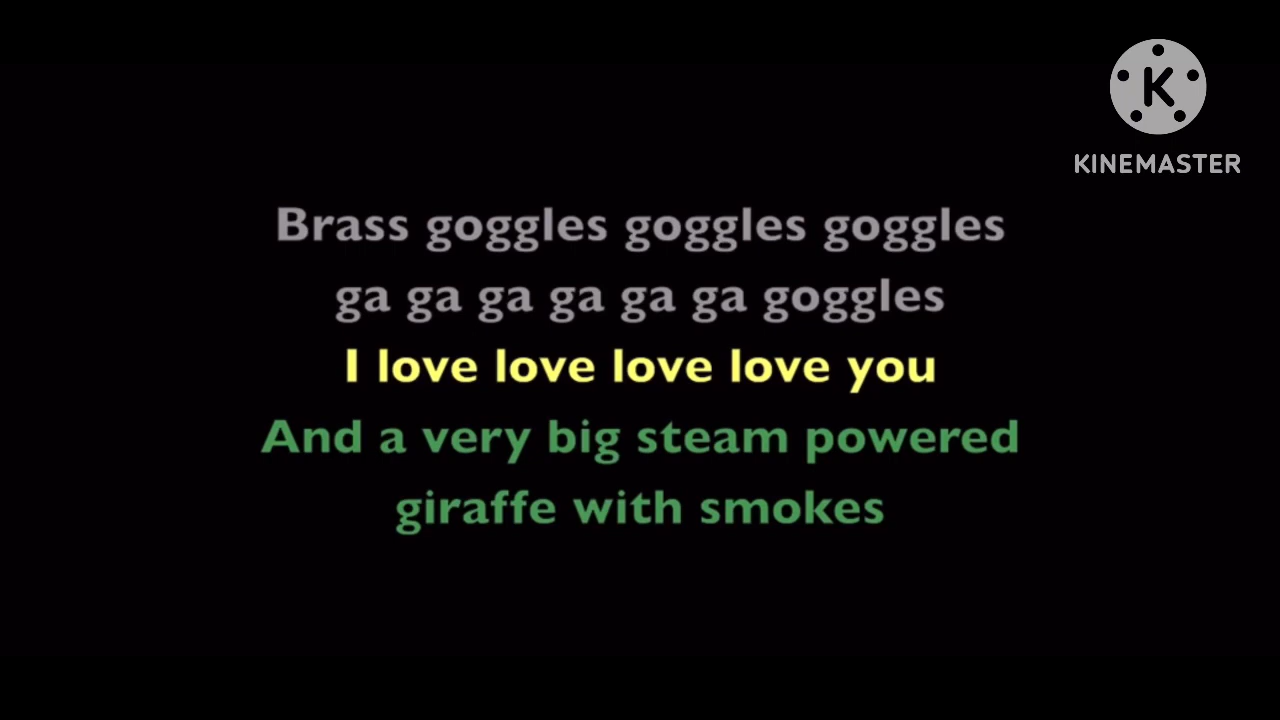 KINEMASTER
Brass goggles goggles goggles
ga ga ga ga ga ga goggles
I love love love love you
And a very big steam powered
giraffe with smokes